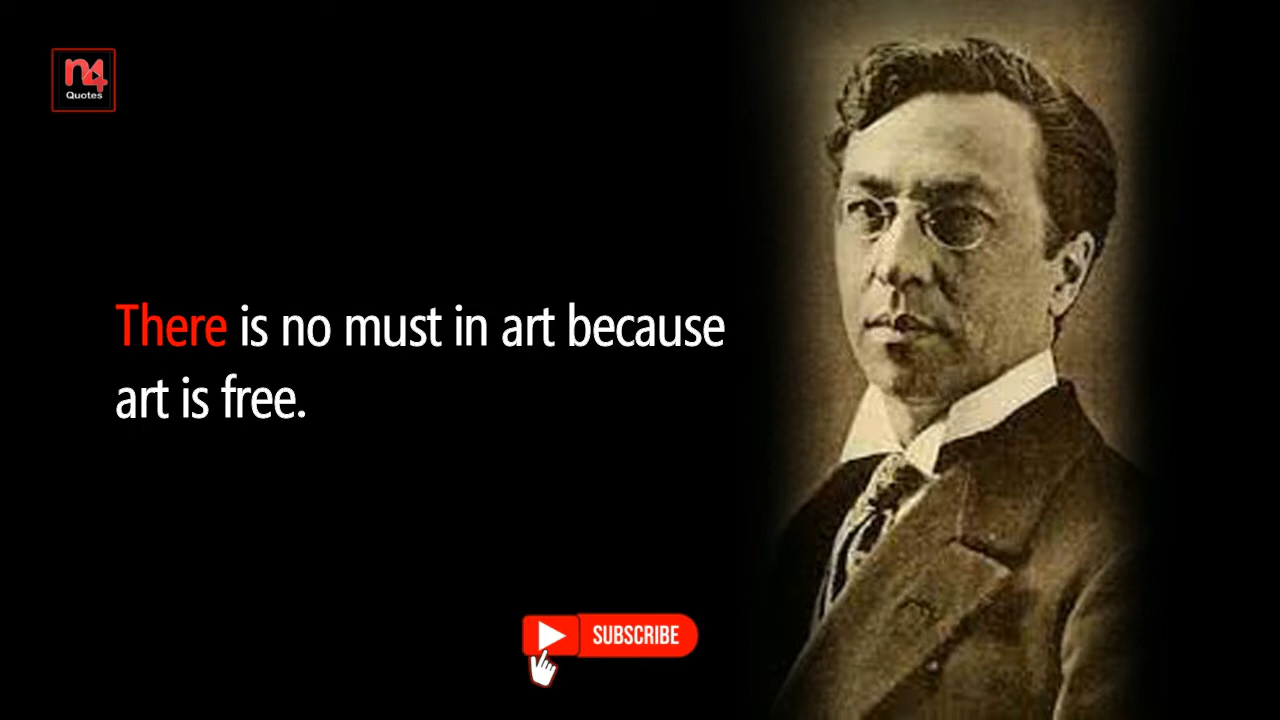 n4
Quotes
There is no must in art because
art is free.
SUBSCRIBE